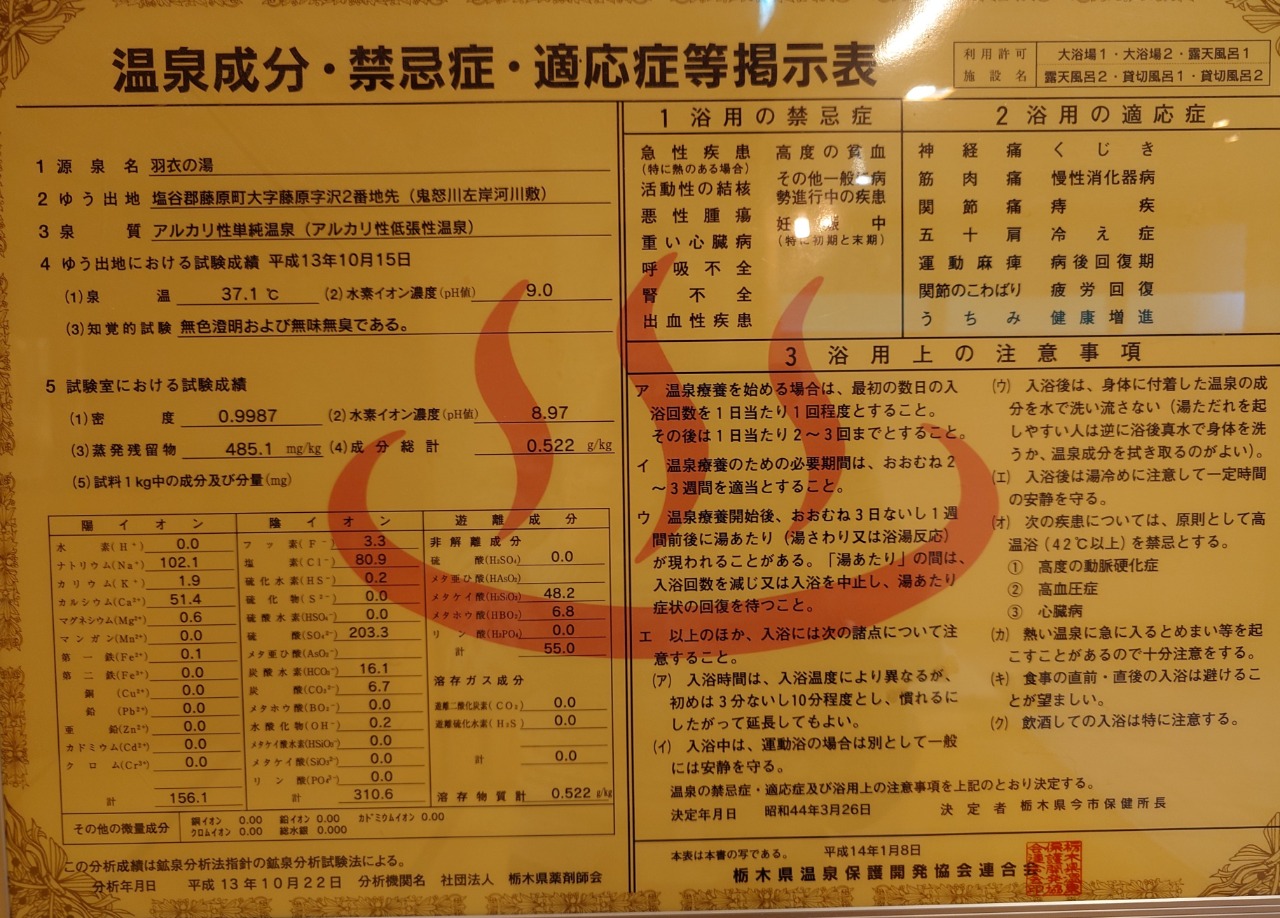 温泉成分・禁忌症・適応症等掲示表
利用許可
施設名
大浴場1・大浴場2・露天風呂1
露天風呂2・貸切風呂1・貸切風呂2
1 源泉名 羽衣の湯
2 ゆう出地 塩谷郡藤原町大字藤原字沢2番地先（鬼怒川左岸河川敷）
3 泉質 アルカリ性単純温泉（アルカリ性低張性温泉）
4 ゆう出地における試験成績 平成13年10月15日
(1)泉温 37.1 ℃ (2)水素イオン濃度(pH値) 9.0
(3)知覚的試験 無色澄明および無味無臭である。
5 試験室における試験成績
(1)密度 0.9987 (2)水素イオン濃度(pH値) 8.97
(3)蒸発残留物 485.1 mg/kg (4)成分総計 0.522 g/kg
(5)試料1kg中の成分及び分量(mg)
陽イオン
水素(H⁺) 0.0
ナトリウム(Na⁺) 102.1
カリウム(K⁺) 1.9
カルシウム(Ca²⁺) 51.4
マグネシウム(Mg²⁺) 0.6
マンガン(Mn²⁺) 0.0
第一鉄(Fe²⁺) 0.1
第二鉄(Fe³⁺) 0.0
銅(Cu²⁺) 0.0
鉛(Pb²⁺) 0.0
亜鉛(Zn²⁺) 0.0
カドミウム(Cd²⁺) 0.0
クロム(Cr³⁺) 0.0
計 156.1
陰イオン
フッ素(F⁻) 3.3
塩素(Cl⁻) 80.9
硫化水素(HS⁻) 0.2
硫化物(S²⁻) 0.0
硫酸水素(HSO₄⁻) 0.0
硫酸(SO₄²⁻) 203.3
メタ亜ひ酸(AsO₂⁻)
炭酸水素(HCO₃⁻) 16.1
炭酸(CO₃²⁻) 6.7
メタホウ酸(BO₂⁻) 0.0
水酸化物(OH⁻) 0.2
メタケイ酸水素(HSiO₃⁻) 0.0
メタケイ酸(SiO₃²⁻) 0.0
リン酸(PO₄³⁻) 0.0
計 310.6
遊離成分
非解離成分
硫酸(H₂SO₄) 0.0
メタ亜ひ酸(HAsO₂)
メタケイ酸(H₂SiO₃) 48.2
メタホウ酸(HBO₂) 6.8
リン酸(H₃PO₄) 0.0
計 55.0
溶存ガス成分
遊離二酸化炭素(CO₂) 0.0
遊離硫化水素(H₂S) 0.0
計 0.0
溶存物質計 0.522 g/kg
その他の微量成分
銅イオン 0.00 鉛イオン 0.00 カドミウムイオン 0.00
クロムイオン 0.00 総水銀 0.000
この分析成績は鉱泉分析法指針の鉱泉分析試験法による。
分析年月日 平成13年10月22日 分析機関名 社団法人 栃木県薬剤師会
1 浴用の禁忌症
急性疾患
(特に熱のある場合)
活動性の結核
悪性腫瘍
重い心臓病
呼吸不全
腎不全
出血性疾患
高度の貧血
その他一般に病
勢進行中の疾患
妊娠中
(特に初期と末期)
2 浴用の適応症
神経痛
筋肉痛
関節痛
五十肩
運動麻痺
関節のこわばり
うちみ
くじき
慢性消化器病
痔疾
冷え症
病後回復期
疲労回復
健康増進
3 浴用上の注意事項
ア 温泉療養を始める場合は、最初の数日の入
浴回数を1日当たり1回程度とすること。
その後は1日当たり2～3回までとすること。
イ 温泉療養のための必要期間は、おおむね2
～3週間を適当とすること。
ウ 温泉療養開始後、おおむね3日ないし1週
間前後に湯あたり（湯さわり又は浴湯反応）
が現われることがある。「湯あたり」の間は、
入浴回数を減じ又は入浴を中止し、湯あたり
症状の回復を待つこと。
エ 以上のほか、入浴には次の諸点について注
意すること。
(ア) 入浴時間は、入浴温度により異なるが、
初めは3分ないし10分程度とし、慣れるに
したがって延長してもよい。
(イ) 入浴中は、運動浴の場合は別として一般
には安静を守る。
(ウ) 入浴後は、身体に付着した温泉の成
分を水で洗い流さない（湯ただれを起
しやすい人は逆に浴後真水で身体を洗
うか、温泉成分を拭き取るのがよい）。
(エ) 入浴後は湯冷めに注意して一定時間
の安静を守る。
(オ) 次の疾患については、原則として高
温浴（42℃以上）を禁忌とする。
① 高度の動脈硬化症
② 高血圧症
③ 心臓病
(カ) 熱い温泉に急に入るとめまい等を起
こすことがあるので十分注意をする。
(キ) 食事の直前・直後の入浴は避けるこ
とが望ましい。
(ク) 飲酒しての入浴は特に注意する。
温泉の禁忌症・適応症及び浴用上の注意事項を上記のとおり決定する。
決定年月日 昭和44年3月26日 決定者 栃木県今市保健所長
本表は本書の写である。 平成14年1月8日
栃木県温泉保護開発協会連合会